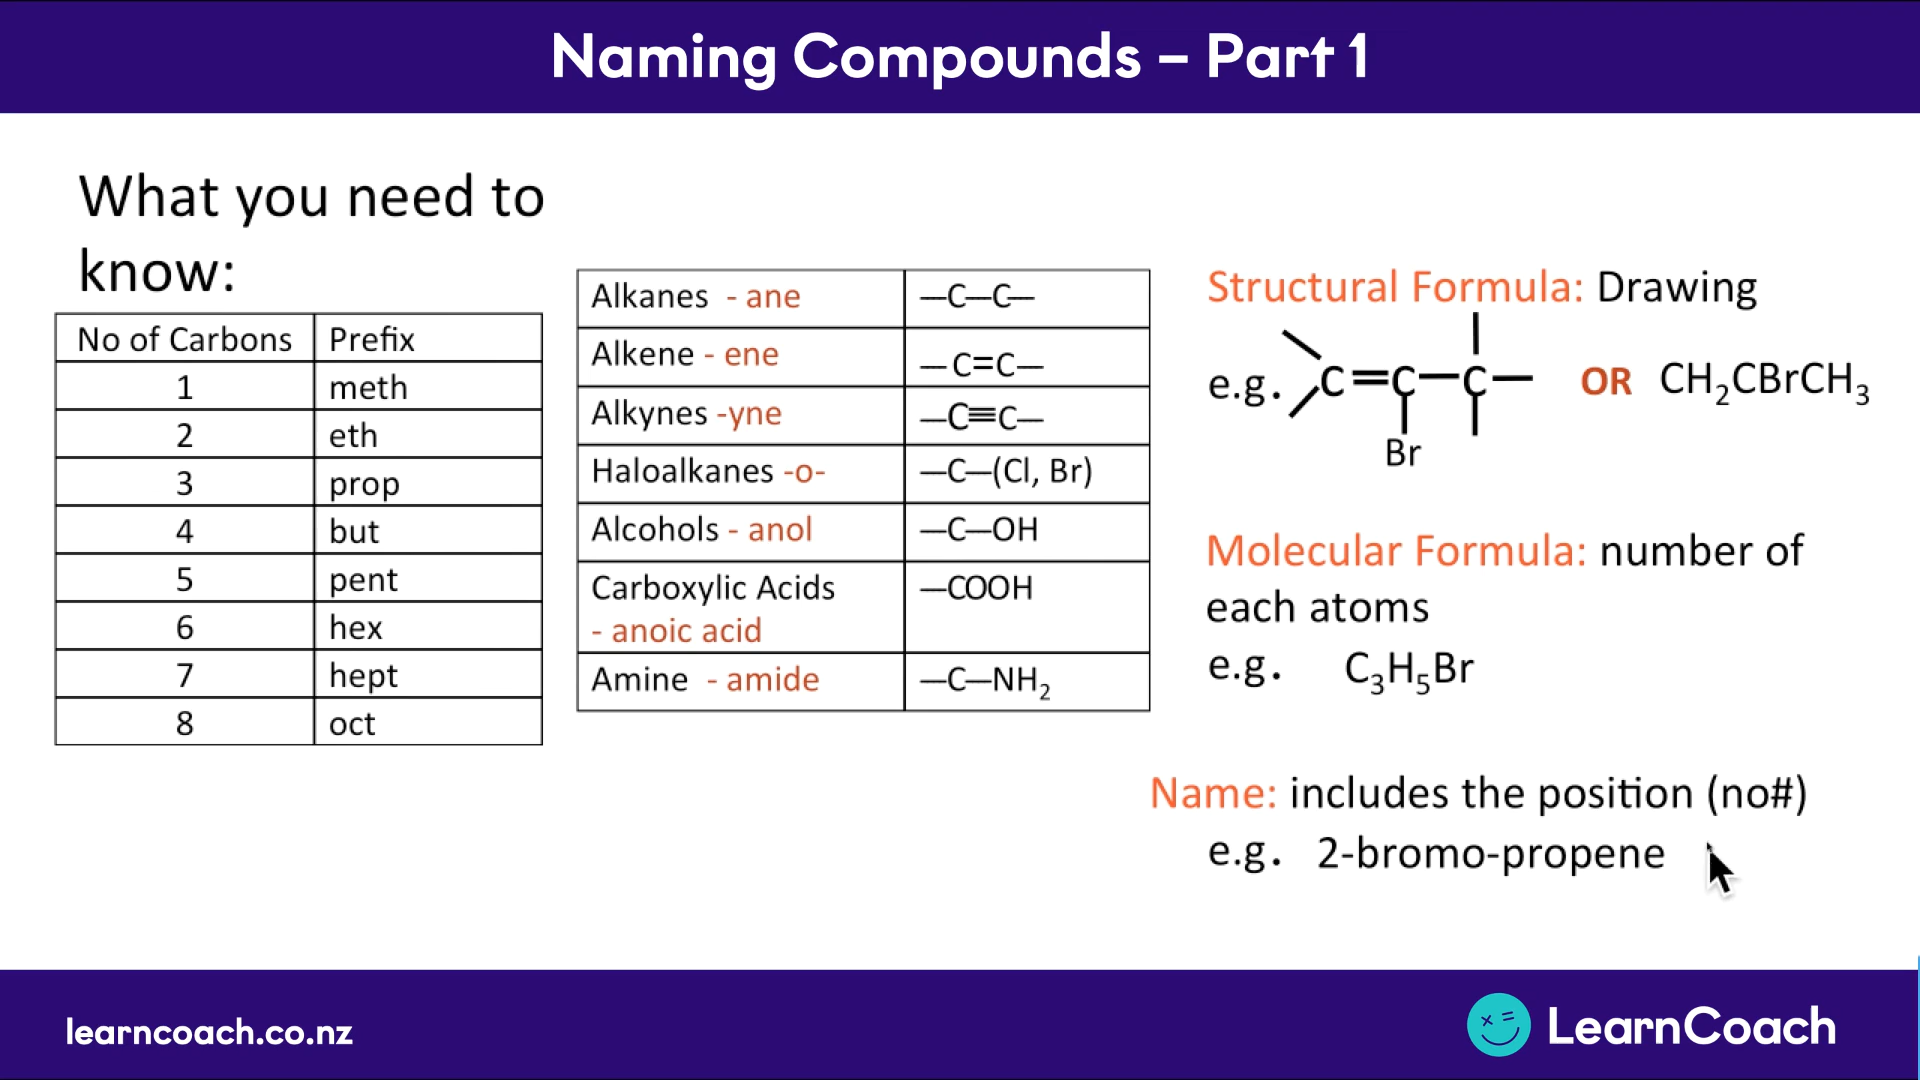 Naming Compounds – Part 1
What you need to
know:
No of Carbons Prefix
1 meth
2 eth
3 prop
4 but
5 pent
6 hex
7 hept
8 oct
Alkanes - ane —C—C—
Alkene - ene —C=C—
Alkynes -yne —C≡C—
Haloalkanes -o- —C—(Cl, Br)
Alcohols - anol —C—OH
Carboxylic Acids —COOH
- anoic acid
Amine - amide —C—NH₂
Structural Formula: Drawing
e.g. C=C—C— OR CH₂CBrCH₃
Br
Molecular Formula: number of
each atoms
e.g. C₃H₅Br
Name: includes the position (no#)
e.g. 2-bromo-propene
learncoach.co.nz
LearnCoach